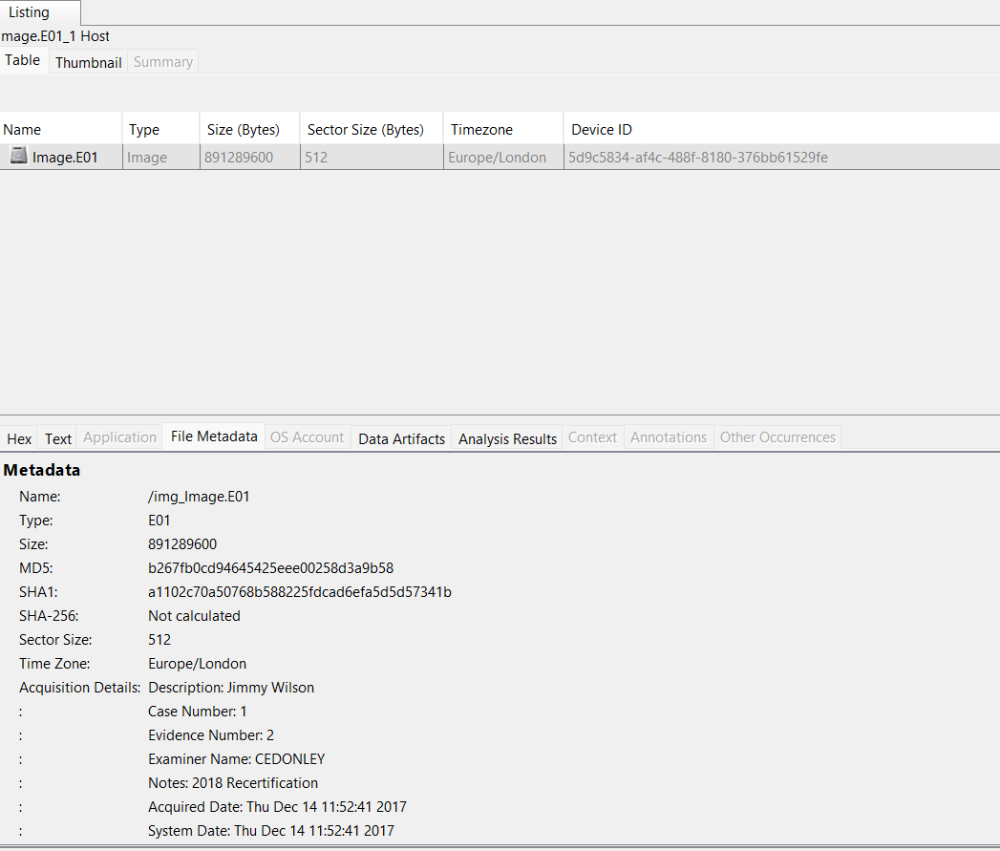 Listing
mage.E01_1 Host
Table Thumbnail Summary
Name Type Size (Bytes) Sector Size (Bytes) Timezone Device ID
Image.E01 Image 891289600 512 Europe/London 5d9c5834-af4c-488f-8180-376bb61529fe
Hex Text Application File Metadata OS Account Data Artifacts Analysis Results Context Annotations Other Occurrences
Metadata
Name: /img_Image.E01
Type: E01
Size: 891289600
MD5: b267fb0cd94645425eee00258d3a9b58
SHA1: a1102c70a50768b588225fdcad6efa5d5d57341b
SHA-256: Not calculated
Sector Size: 512
Time Zone: Europe/London
Acquisition Details: Description: Jimmy Wilson
: Case Number: 1
: Evidence Number: 2
: Examiner Name: CEDONLEY
: Notes: 2018 Recertification
: Acquired Date: Thu Dec 14 11:52:41 2017
: System Date: Thu Dec 14 11:52:41 2017